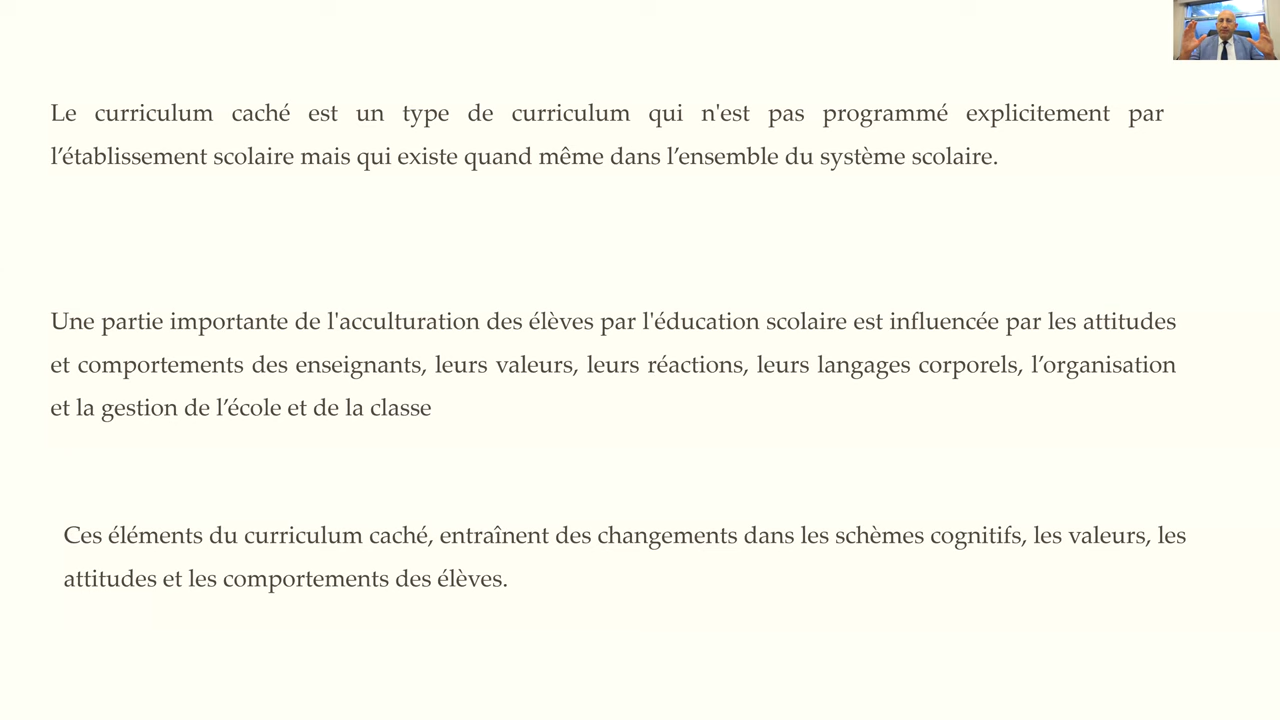 Le curriculum caché est un type de curriculum qui n'est pas programmé explicitement par
l’établissement scolaire mais qui existe quand même dans l’ensemble du système scolaire.
Une partie importante de l'acculturation des élèves par l'éducation scolaire est influencée par les attitudes
et comportements des enseignants, leurs valeurs, leurs réactions, leurs langages corporels, l’organisation
et la gestion de l’école et de la classe
Ces éléments du curriculum caché, entraînent des changements dans les schèmes cognitifs, les valeurs, les
attitudes et les comportements des élèves.